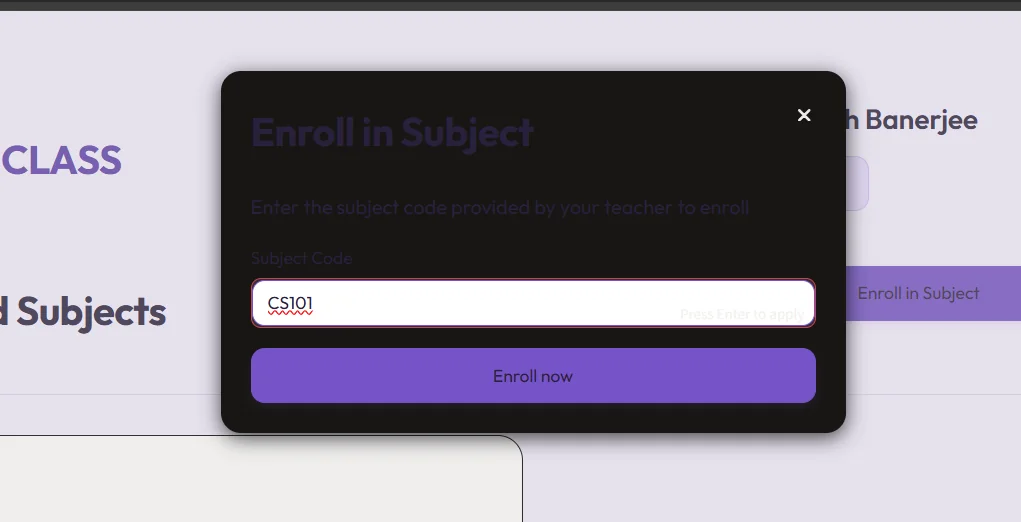 h Banerjee
CLASS
Enroll in Subject
Enter the subject code provided by your teacher to enroll
Subject Code
CS101
Press Enter to apply
Enroll now
d Subjects
Enroll in Subject